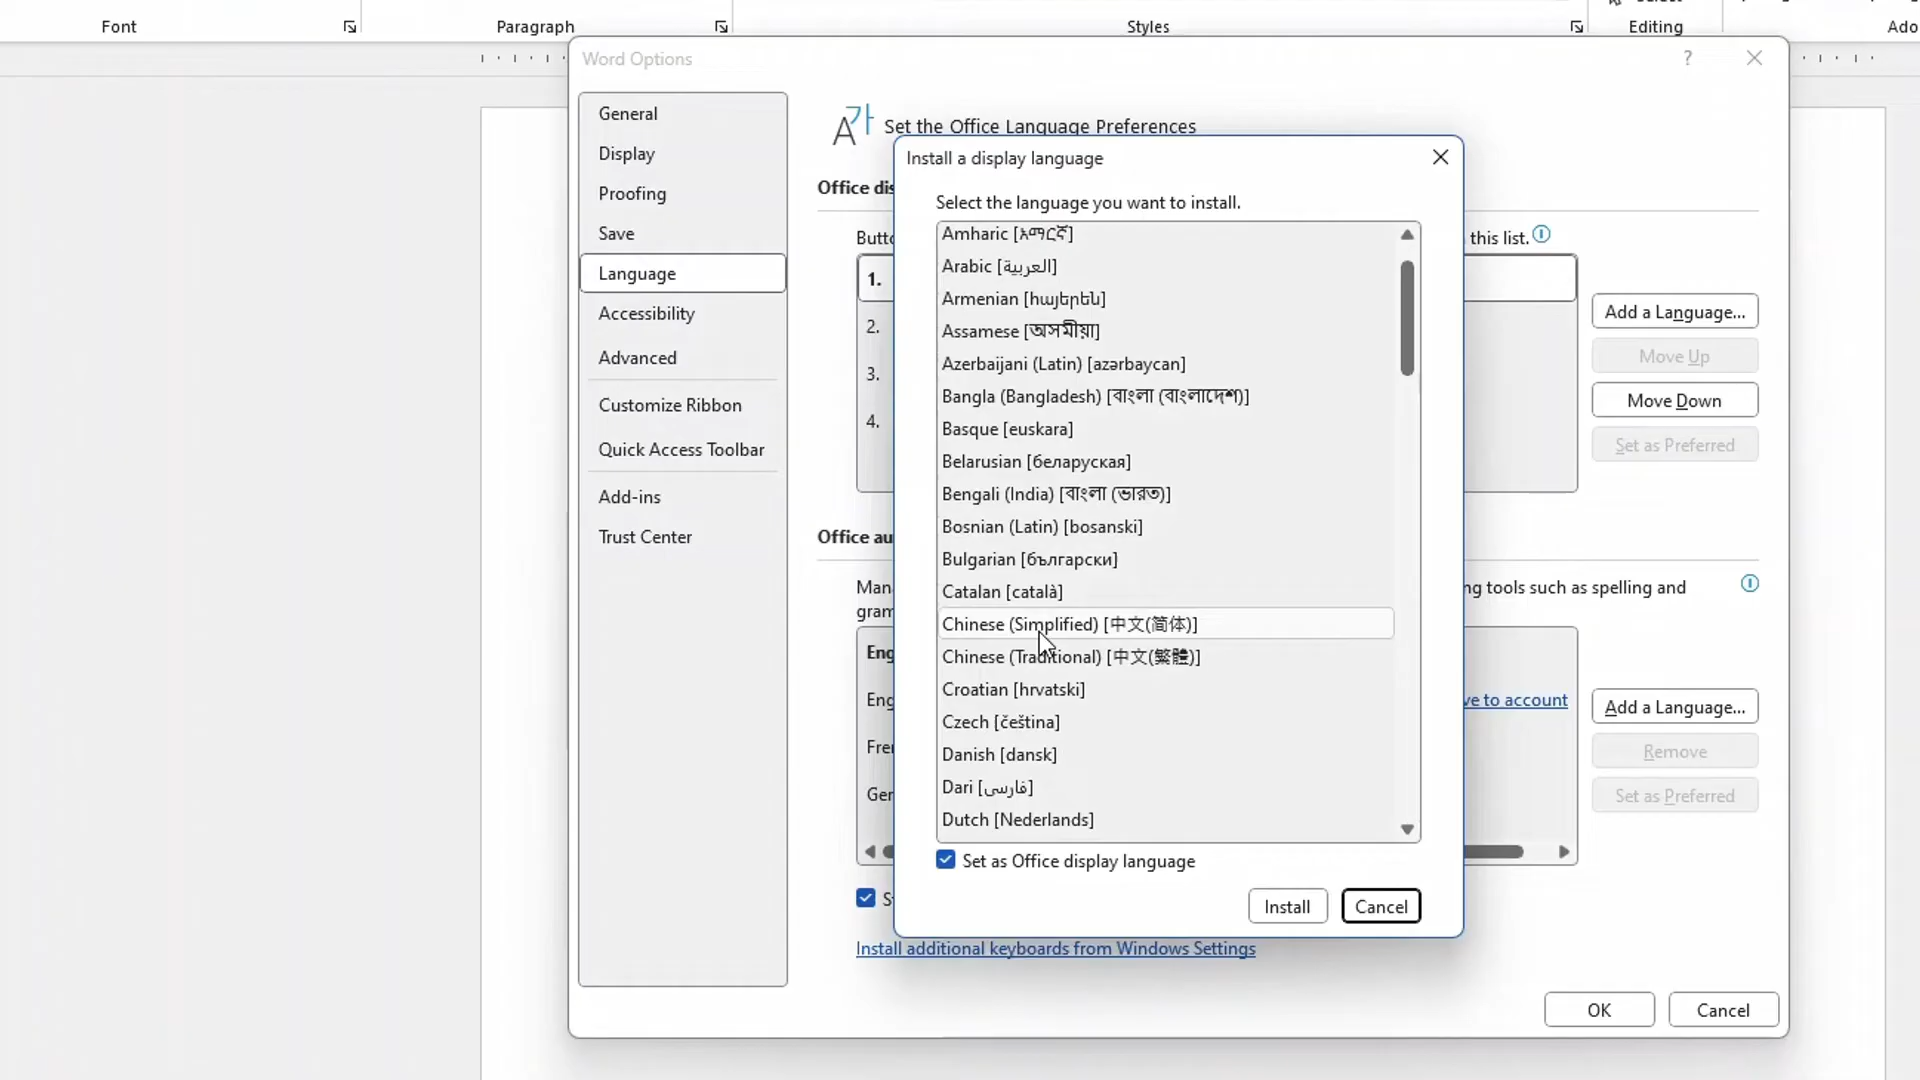 Font
Paragraph
Styles
Editing
Word Options
?
General
Display
Proofing
Save
Language
Accessibility
Advanced
Customize Ribbon
Quick Access Toolbar
Add-ins
Trust Center
A가 Set the Office Language Preferences
Office
this list.
1.
2.
3.
4.
Add a Language...
Move Up
Move Down
Set as Preferred
Office
tools such as spelling and
Add a Language...
Remove
Set as Preferred
to account
Install additional keyboards from Windows Settings
OK
Cancel
Install a display language
Select the language you want to install.
Amharic [አማርኛ]
Arabic [العربية]
Armenian [հայերեն]
Assamese [অসমীয়া]
Azerbaijani (Latin) [azərbaycan]
Bangla (Bangladesh) [বাংলা (বাংলাদেশ)]
Basque [euskara]
Belarusian [беларуская]
Bengali (India) [বাংলা (ভারত)]
Bosnian (Latin) [bosanski]
Bulgarian [български]
Catalan [català]
Chinese (Simplified) [中文(简体)]
Chinese (Traditional) [中文(繁體)]
Croatian [hrvatski]
Czech [čeština]
Danish [dansk]
Dari [فارسی]
Dutch [Nederlands]
Set as Office display language
Install
Cancel